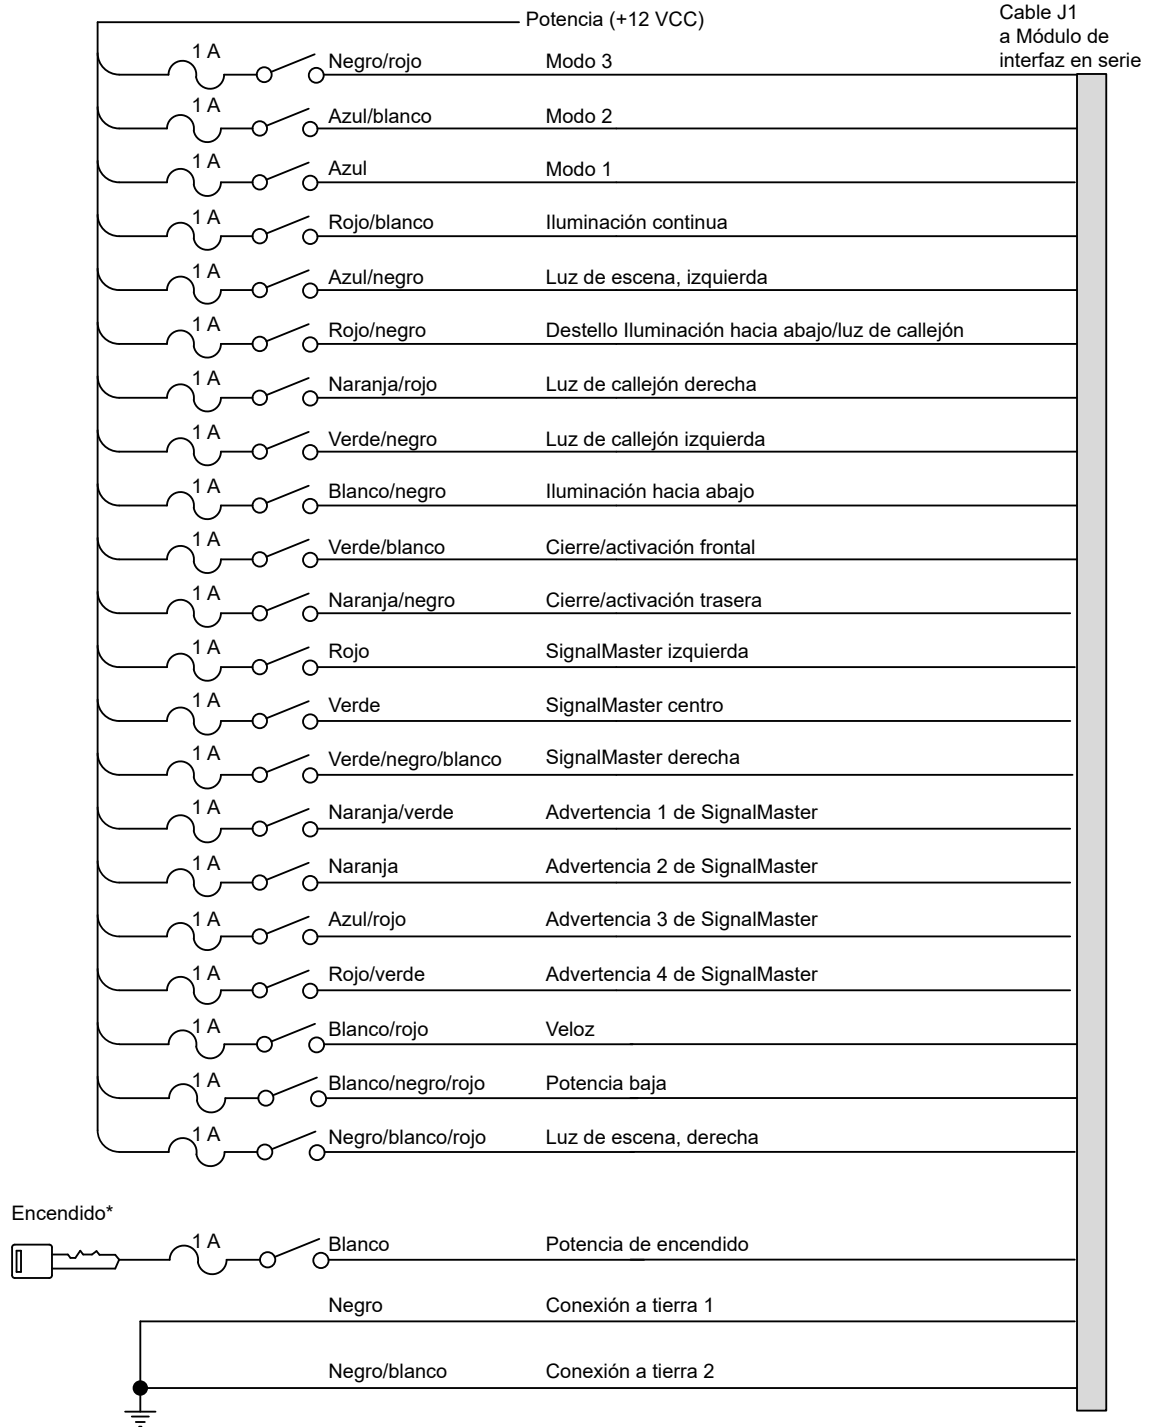 Potencia (+12 VCC)
Cable J1
a Módulo de
interfaz en serie
1 A Negro/rojo Modo 3
1 A Azul/blanco Modo 2
1 A Azul Modo 1
1 A Rojo/blanco Iluminación continua
1 A Azul/negro Luz de escena, izquierda
1 A Rojo/negro Destello Iluminación hacia abajo/luz de callejón
1 A Naranja/rojo Luz de callejón derecha
1 A Verde/negro Luz de callejón izquierda
1 A Blanco/negro Iluminación hacia abajo
1 A Verde/blanco Cierre/activación frontal
1 A Naranja/negro Cierre/activación trasera
1 A Rojo SignalMaster izquierda
1 A Verde SignalMaster centro
1 A Verde/negro/blanco SignalMaster derecha
1 A Naranja/verde Advertencia 1 de SignalMaster
1 A Naranja Advertencia 2 de SignalMaster
1 A Azul/rojo Advertencia 3 de SignalMaster
1 A Rojo/verde Advertencia 4 de SignalMaster
1 A Blanco/rojo Veloz
1 A Blanco/negro/rojo Potencia baja
1 A Negro/blanco/rojo Luz de escena, derecha
Encendido*
1 A Blanco Potencia de encendido
Negro Conexión a tierra 1
Negro/blanco Conexión a tierra 2